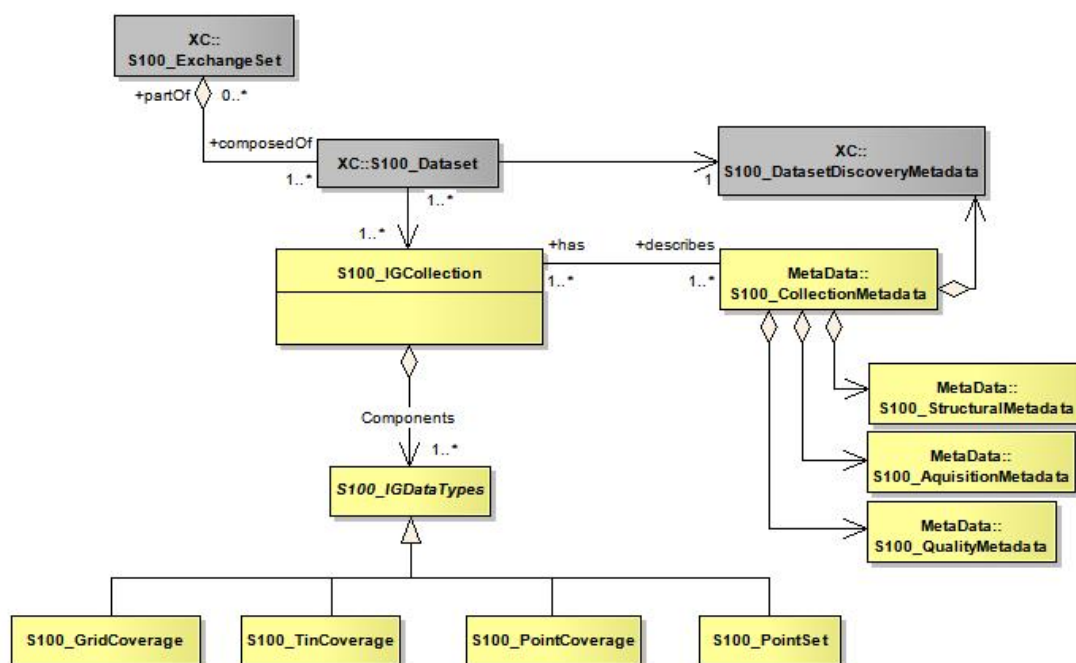 XC::
S100_ExchangeSet
+partOf
0..*
+composedOf
1..*
XC::S100_Dataset
1..*
XC::
S100_DatasetDiscoveryMetadata
1
1..*
S100_IGCollection
+has
+describes
1..*
1..*
MetaData::
S100_CollectionMetadata
MetaData::
S100_StructuralMetadata
Components
1..*
MetaData::
S100_AquisitionMetadata
S100_IGDataTypes
MetaData::
S100_QualityMetadata
S100_GridCoverage
S100_TinCoverage
S100_PointCoverage
S100_PointSet